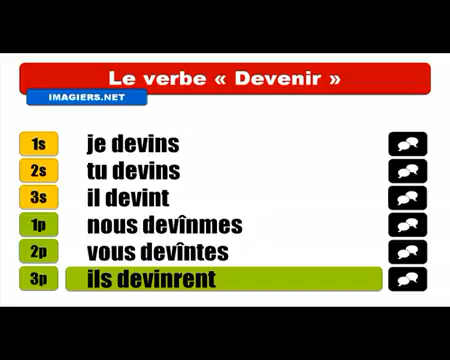 Le verbe « Devenir »
IMAGIERS.NET
1s je devins
2s tu devins
3s il devint
1p nous devînmes
2p vous devîntes
3p ils devinrent